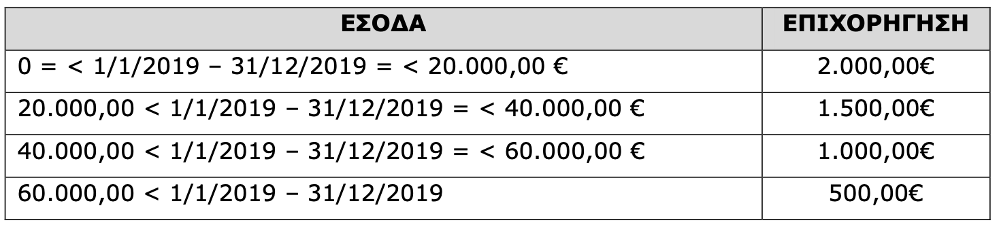 ΕΣΟΔΑ ΕΠΙΧΟΡΗΓΗΣΗ
0 = < 1/1/2019 – 31/12/2019 = < 20.000,00 € 2.000,00€
20.000,00 < 1/1/2019 – 31/12/2019 = < 40.000,00 € 1.500,00€
40.000,00 < 1/1/2019 – 31/12/2019 = < 60.000,00 € 1.000,00€
60.000,00 < 1/1/2019 – 31/12/2019 500,00€